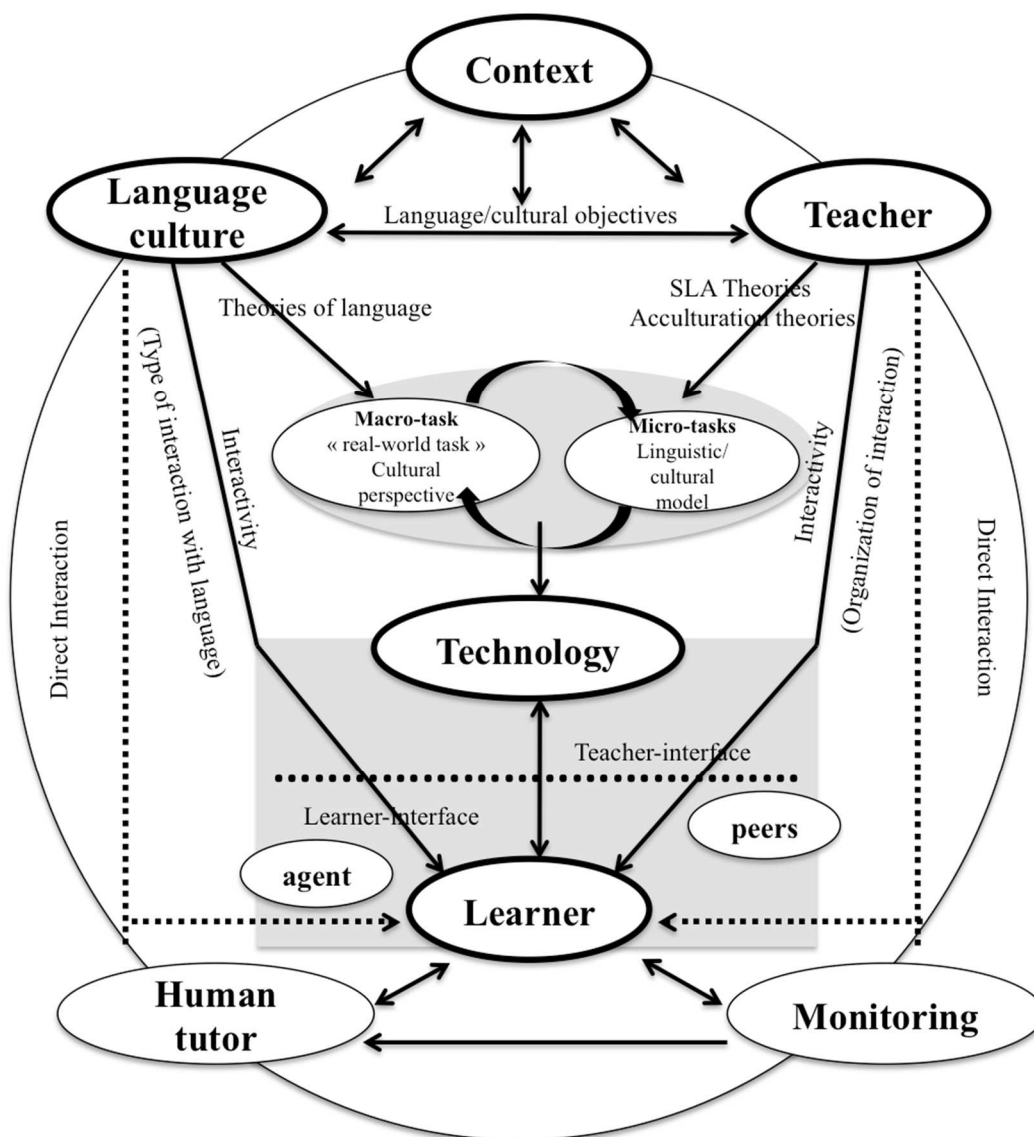 Context
Language
culture
Teacher
Language/cultural objectives
Theories of language
SLA Theories
Acculturation theories
Macro-task
« real-world task »
Cultural
perspective
Micro-tasks
Linguistic/
cultural
model
Direct Interaction
(Type of interaction with language)
Interactivity
Interactivity
(Organization of interaction)
Direct Interaction
Technology
Teacher-interface
Learner-interface
peers
agent
Learner
Human
tutor
Monitoring